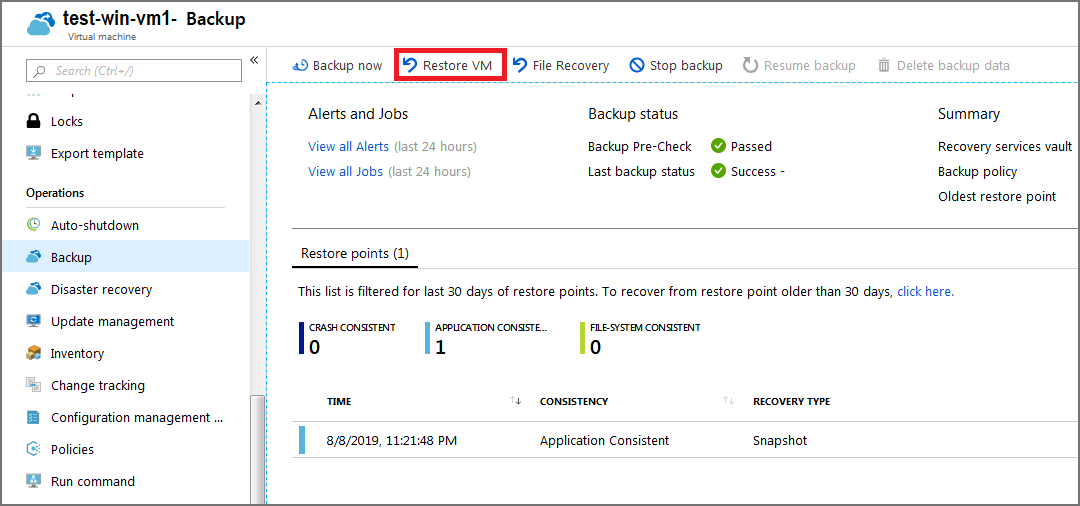 test-win-vm1- Backup
Virtual machine
Search (Ctrl+/)
«
Locks
Export template
Operations
Auto-shutdown
Backup
Disaster recovery
Update management
Inventory
Change tracking
Configuration management ...
Policies
Run command
Backup now Restore VM File Recovery Stop backup Resume backup Delete backup data
Alerts and Jobs
View all Alerts (last 24 hours)
View all Jobs (last 24 hours)
Backup status
Backup Pre-Check Passed
Last backup status Success -
Summary
Recovery services vault
Backup policy
Oldest restore point
Restore points (1)
This list is filtered for last 30 days of restore points. To recover from restore point older than 30 days, click here.
CRASH CONSISTENT
0
APPLICATION CONSISTE...
1
FILE-SYSTEM CONSISTENT
0
TIME CONSISTENCY RECOVERY TYPE
8/8/2019, 11:21:48 PM Application Consistent Snapshot